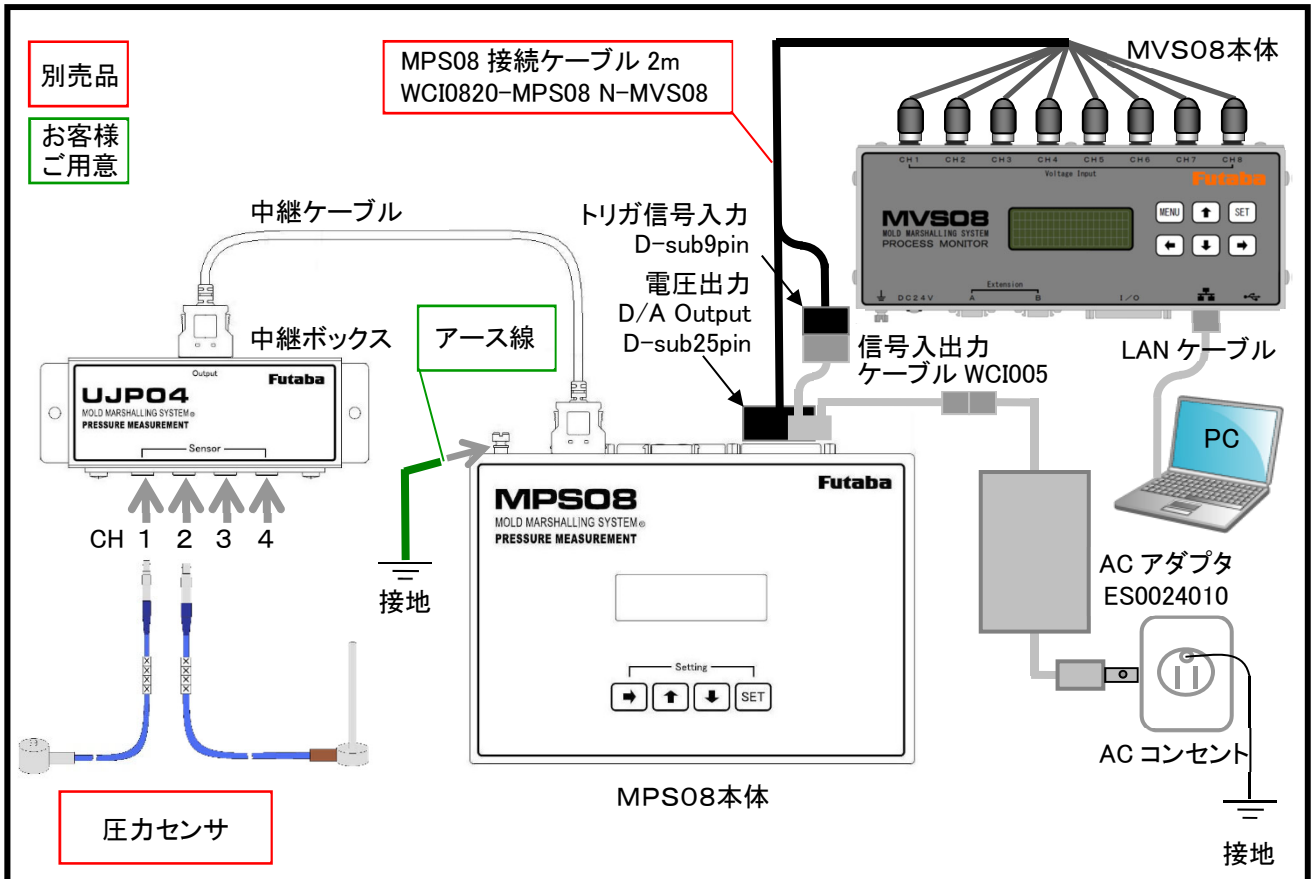 別売品
お客様
ご用意
MPS08 接続ケーブル 2m
WCI0820-MPS08 N-MVS08
MVS08本体
CH1 CH2 CH3 CH4 CH5 CH6 CH7 CH8
Voltage Input
Futaba
MVS08
MOLD MARSHALLING SYSTEM
PROCESS MONITOR
MENU
SET
DC24V
Extension
A
B
I/O
中継ケーブル
トリガ信号入力
D-sub9pin
電圧出力
D/A Output
D-sub25pin
信号入出力
ケーブル WCI005
LAN ケーブル
PC
中継ボックス
アース線
Output
Futaba
UJP04
MOLD MARSHALLING SYSTEM®
PRESSURE MEASUREMENT
Sensor
CH 1 2 3 4
接地
Futaba
MPS08
MOLD MARSHALLING SYSTEM®
PRESSURE MEASUREMENT
Setting
SET
MPS08本体
AC アダプタ
ES0024010
AC コンセント
接地
圧力センサ